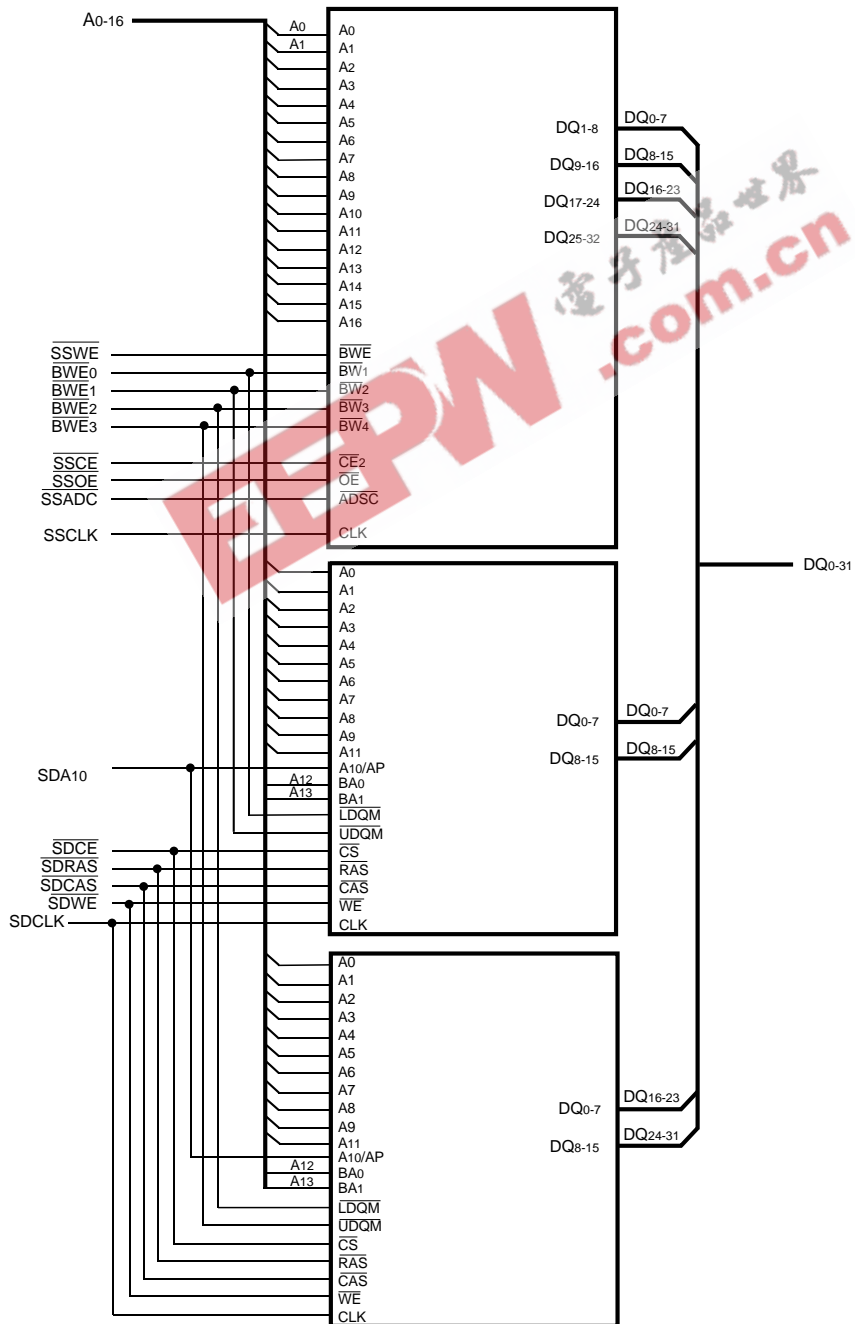 A0-16
A0 A0
A1 A1
A2
A3
A4
A5
A6
A7
A8
A9
A10
A11
A12
A13
A14
A15
A16
DQ1-8 DQ0-7
DQ9-16 DQ8-15
DQ17-24 DQ16-23
DQ25-32 DQ24-31
SSWE BWE
BWE0 BW1
BWE1 BW2
BWE2 BW3
BWE3 BW4
SSCE CE2
SSOE OE
SSADC ADSC
SSCLK CLK
DQ0-31
A0
A1
A2
A3
A4
A5
A6
A7
A8
A9
A11
SDA10 A10/AP
A12 BA0
A13 BA1
LDQM
UDQM
SDCE CS
SDRAS RAS
SDCAS CAS
SDWE WE
SDCLK CLK
DQ0-7 DQ0-7
DQ8-15 DQ8-15
A0
A1
A2
A3
A4
A5
A6
A7
A8
A9
A11
A10/AP
A12 BA0
A13 BA1
LDQM
UDQM
CS
RAS
CAS
WE
CLK
DQ0-7 DQ16-23
DQ8-15 DQ24-31
EEPW
.com.cn
電子產品世界